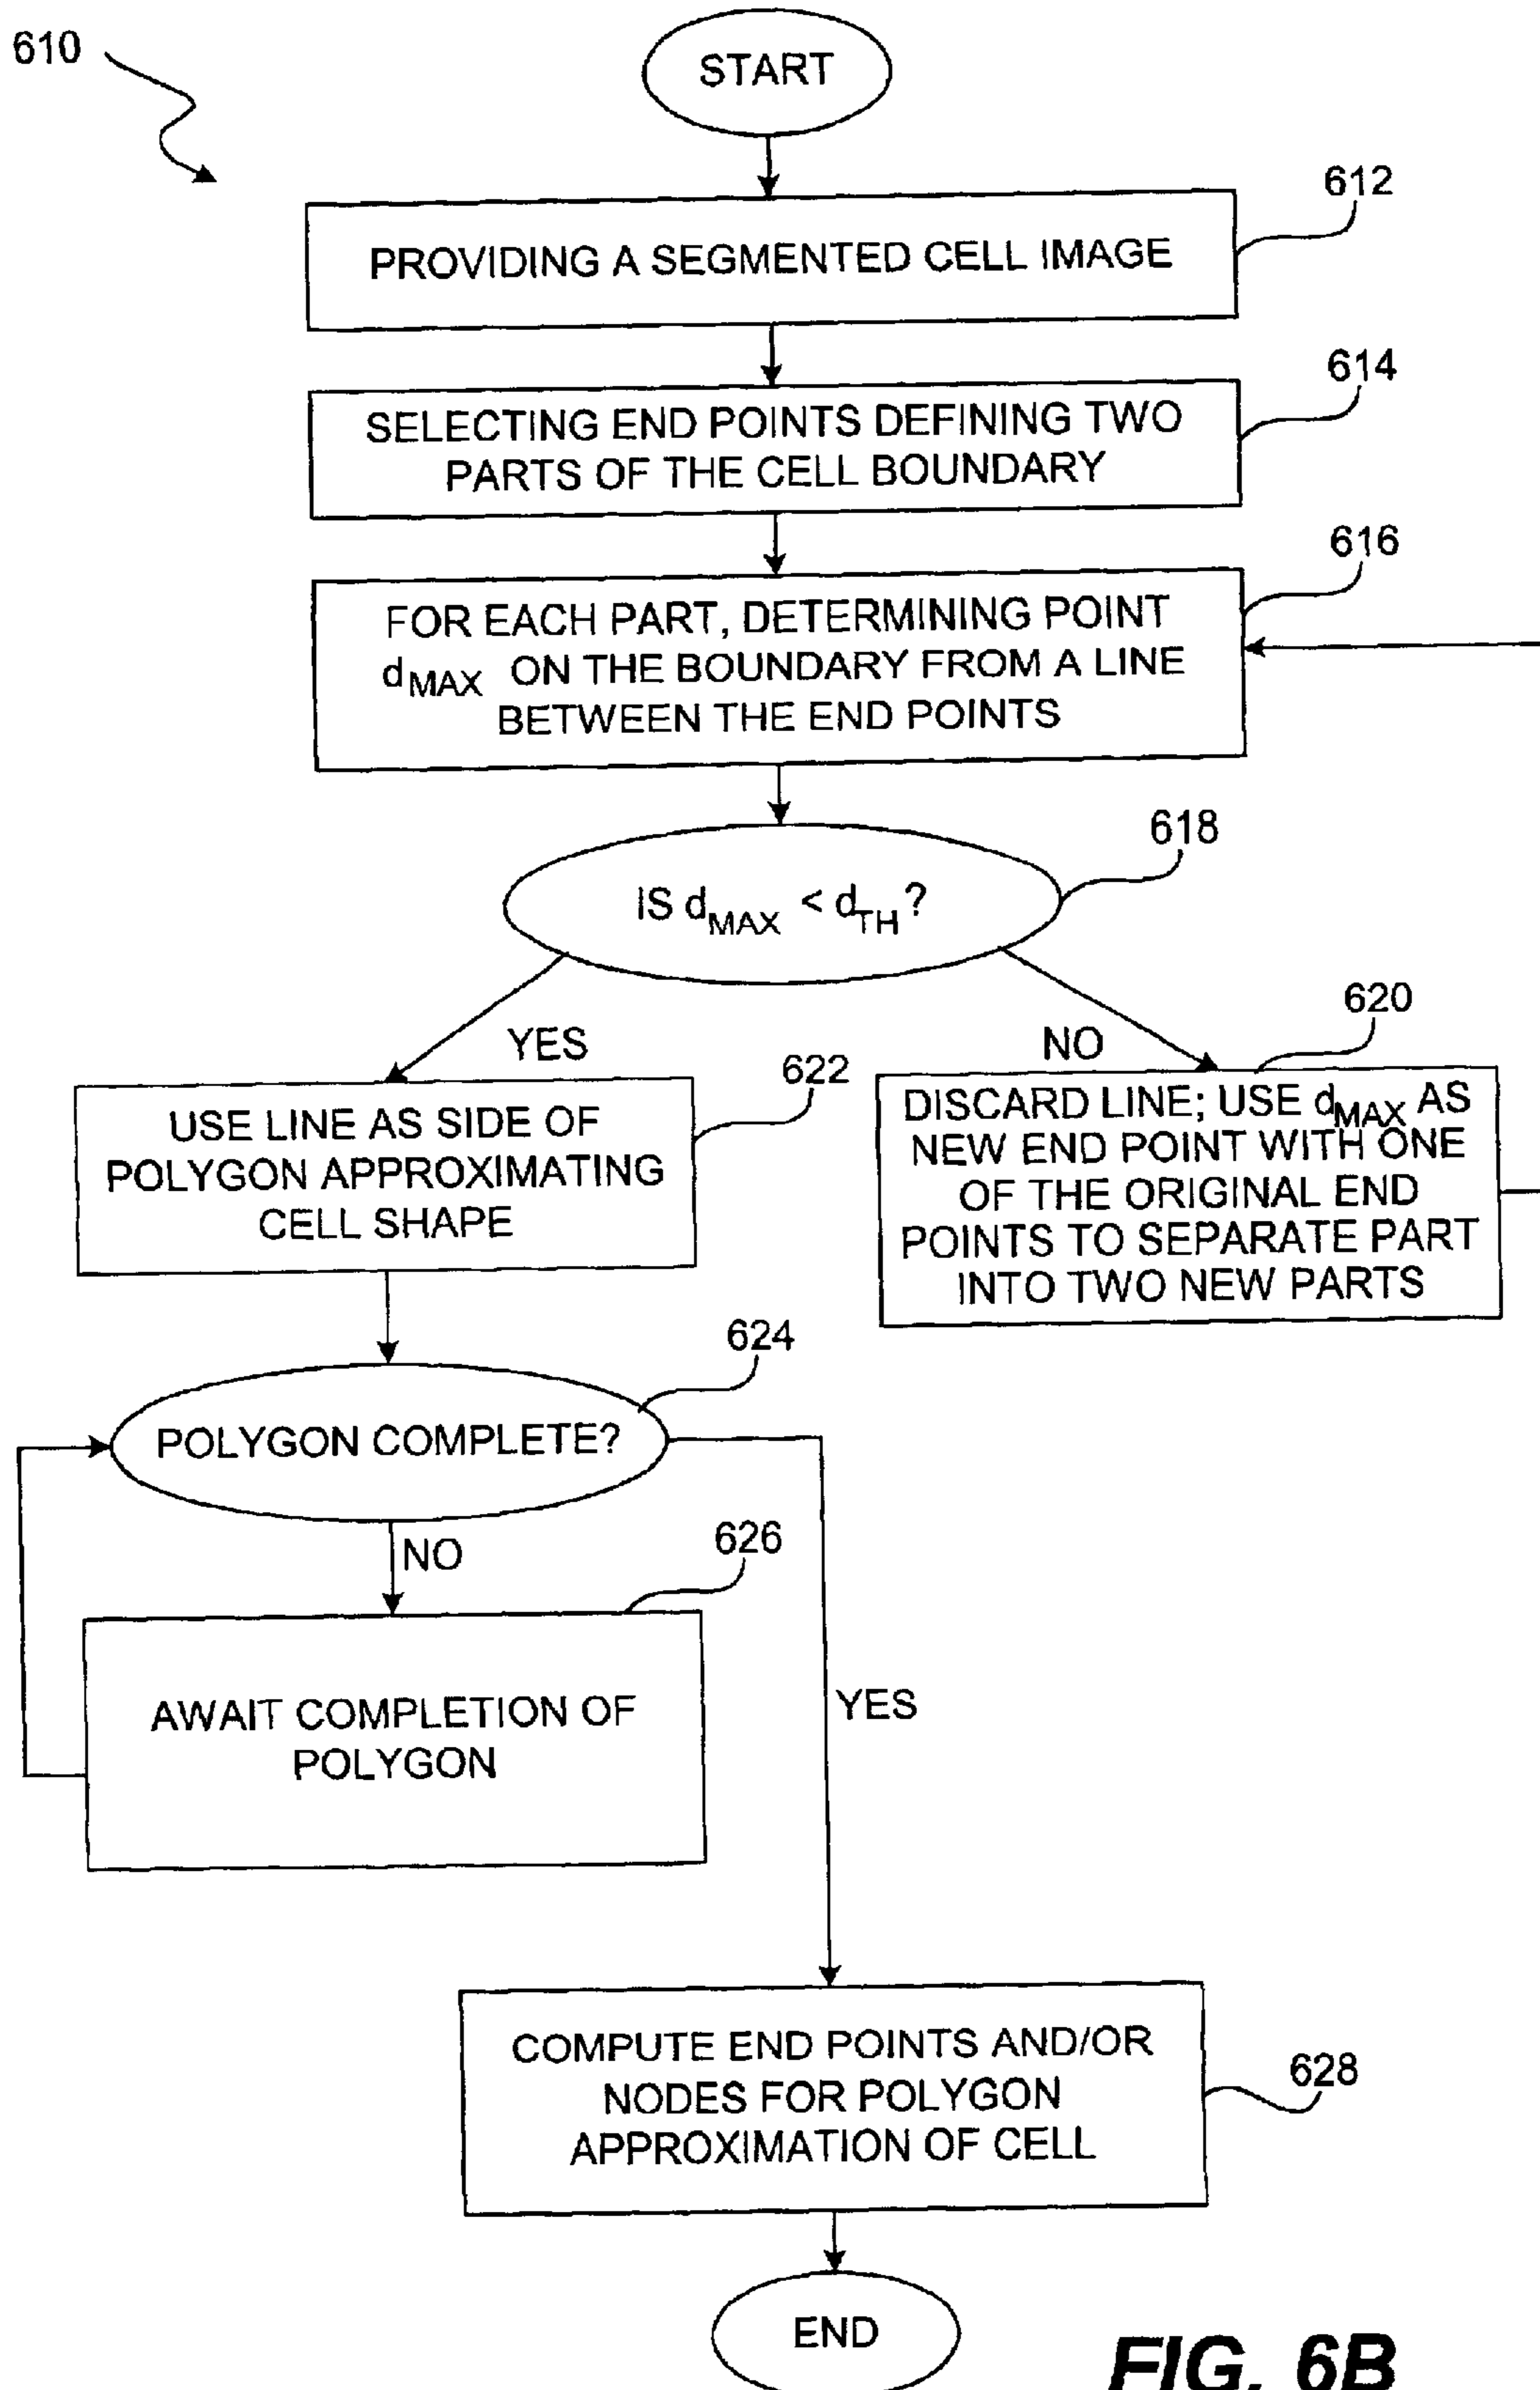 610
START
612
PROVIDING A SEGMENTED CELL IMAGE
614
SELECTING END POINTS DEFINING TWO
PARTS OF THE CELL BOUNDARY
616
FOR EACH PART, DETERMINING POINT
dMAX ON THE BOUNDARY FROM A LINE
BETWEEN THE END POINTS
618
IS dMAX < dTH?
YES
NO
620
622
USE LINE AS SIDE OF
POLYGON APPROXIMATING
CELL SHAPE
DISCARD LINE; USE dMAX AS
NEW END POINT WITH ONE
OF THE ORIGINAL END
POINTS TO SEPARATE PART
INTO TWO NEW PARTS
624
POLYGON COMPLETE?
NO
626
AWAIT COMPLETION OF
POLYGON
YES
COMPUTE END POINTS AND/OR
NODES FOR POLYGON
APPROXIMATION OF CELL
628
END
FIG. 6B